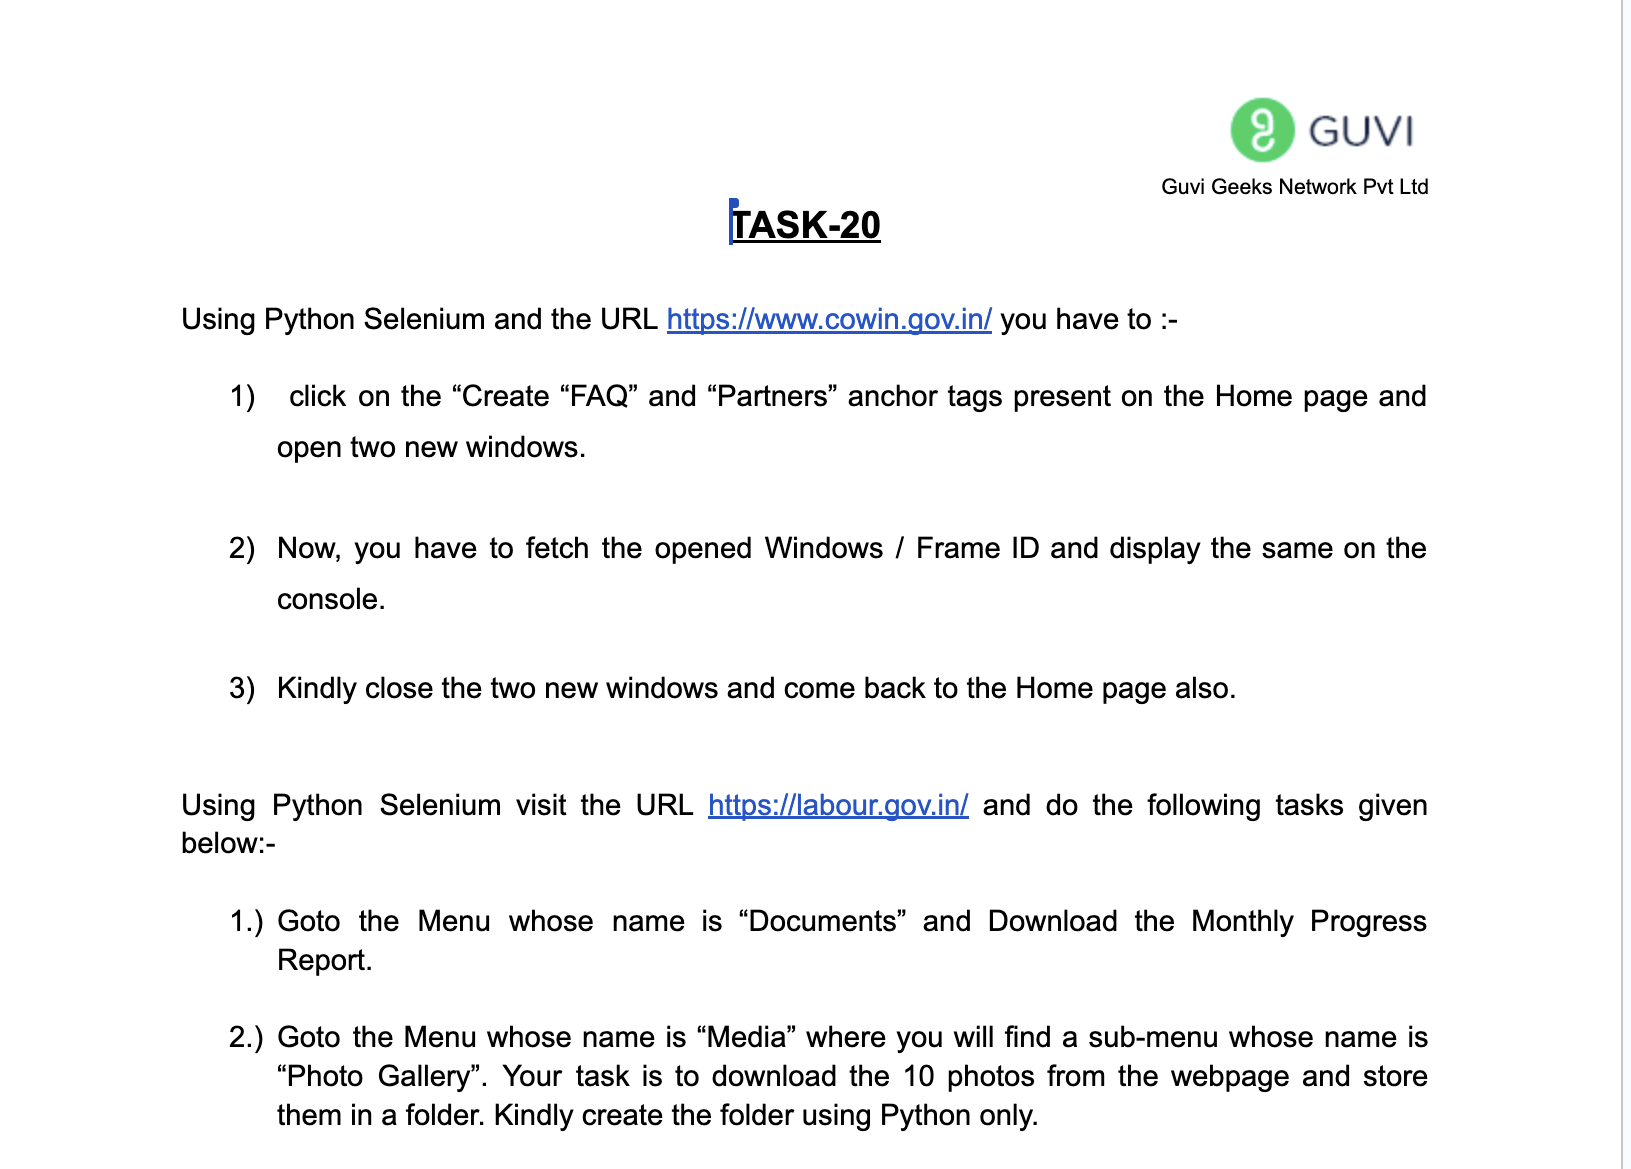 GUVI
Guvi Geeks Network Pvt Ltd
TASK-20
Using Python Selenium and the URL https://www.cowin.gov.in/ you have to :-
1) click on the “Create “FAQ” and “Partners” anchor tags present on the Home page and
open two new windows.
2) Now, you have to fetch the opened Windows / Frame ID and display the same on the
console.
3) Kindly close the two new windows and come back to the Home page also.
Using Python Selenium visit the URL https://labour.gov.in/ and do the following tasks given
below:-
1.) Goto the Menu whose name is “Documents” and Download the Monthly Progress
Report.
2.) Goto the Menu whose name is “Media” where you will find a sub-menu whose name is
“Photo Gallery”. Your task is to download the 10 photos from the webpage and store
them in a folder. Kindly create the folder using Python only.